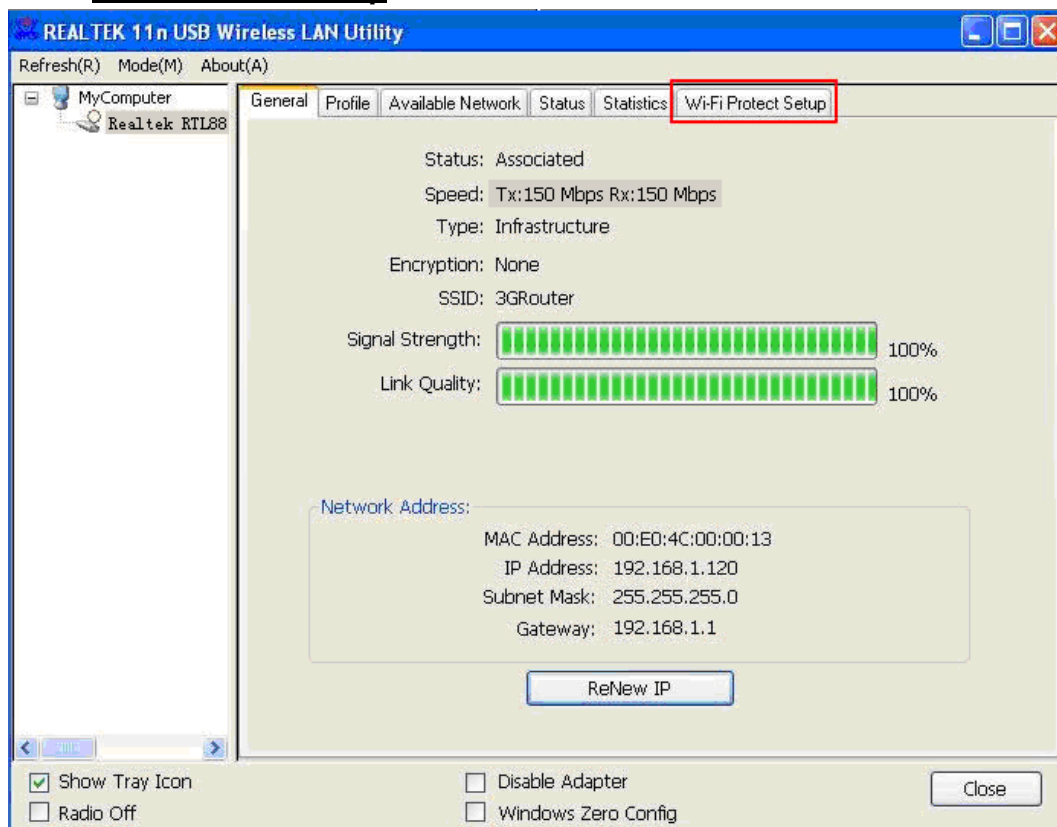 REALTEK 11n USB Wireless LAN Utility
Refresh(R) Mode(M) About(A)
MyComputer
Realtek RTL88
General Profile Available Network Status Statistics Wi-Fi Protect Setup
Status: Associated
Speed: Tx:150 Mbps Rx:150 Mbps
Type: Infrastructure
Encryption: None
SSID: 3GRouter
Signal Strength: 100%
Link Quality: 100%
Network Address:
MAC Address: 00:E0:4C:00:00:13
IP Address: 192.168.1.120
Subnet Mask: 255.255.255.0
Gateway: 192.168.1.1
ReNew IP
Show Tray Icon Disable Adapter Close
Radio Off Windows Zero Config